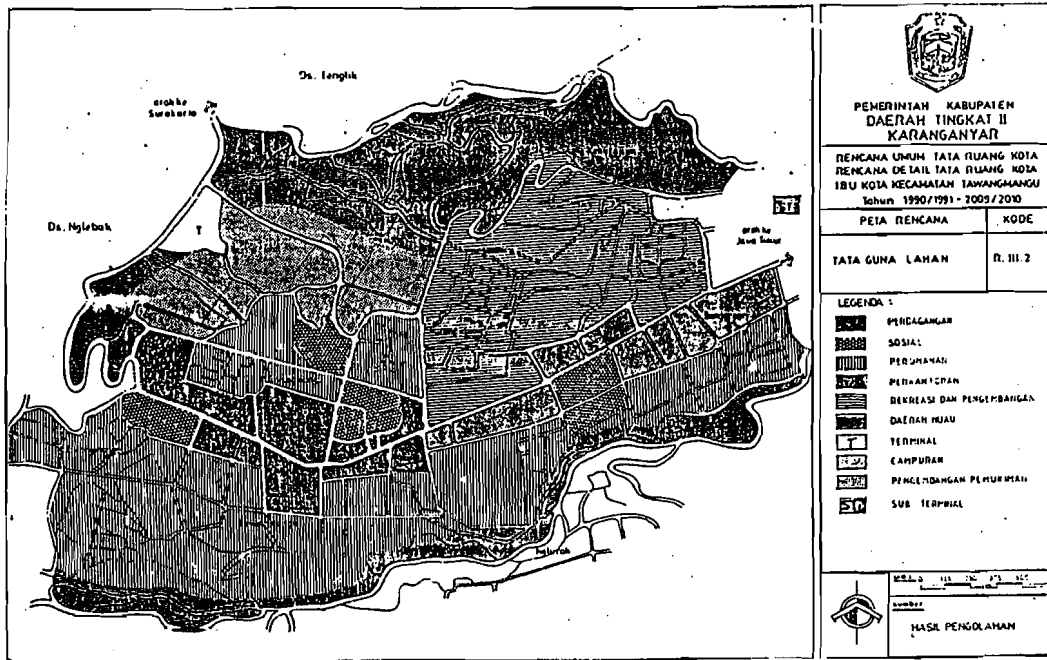 Ds. Tenglik
arah ke
Surakarta
Ds. Nglebak
T
ST
arah ke
Jawa Timur
PEMERINTAH KABUPATEN
DAERAH TINGKAT II
KARANGANYAR
RENCANA UMUM TATA RUANG KOTA
RENCANA DETAIL TATA RUANG KOTA
IBU KOTA KECAMATAN TAWANGMANGU
Tahun 1990/1991 - 2009/2010
PETA RENCANA KODE
TATA GUNA LAHAN R. III. 2
LEGENDA :
PERDAGANGAN
SOSIAL
PERUMAHAN
PERKANTORAN
REKREASI DAN PENGEMBANGAN
DAERAH HIJAU
T TERMINAL
CAMPURAN
PENGEMBANGAN PEMUKIMAN
ST SUB TERMINAL
sumber
HASIL PENGOLAHAN